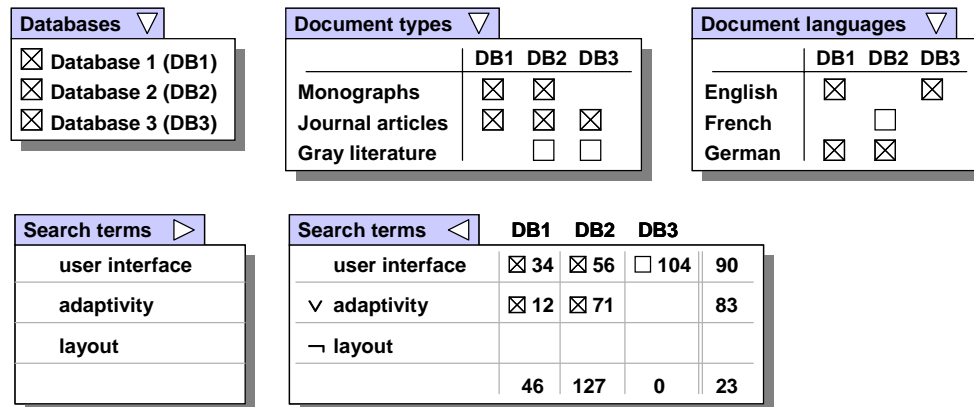 Databases
Database 1 (DB1)
Database 2 (DB2)
Database 3 (DB3)
Document types
DB1 DB2 DB3
Monographs
Journal articles
Gray literature
Document languages
DB1 DB2 DB3
English
French
German
Search terms
user interface
adaptivity
layout
Search terms DB1 DB2 DB3
user interface 34 56 104 90
∨ adaptivity 12 71 83
¬ layout
46 127 0 23